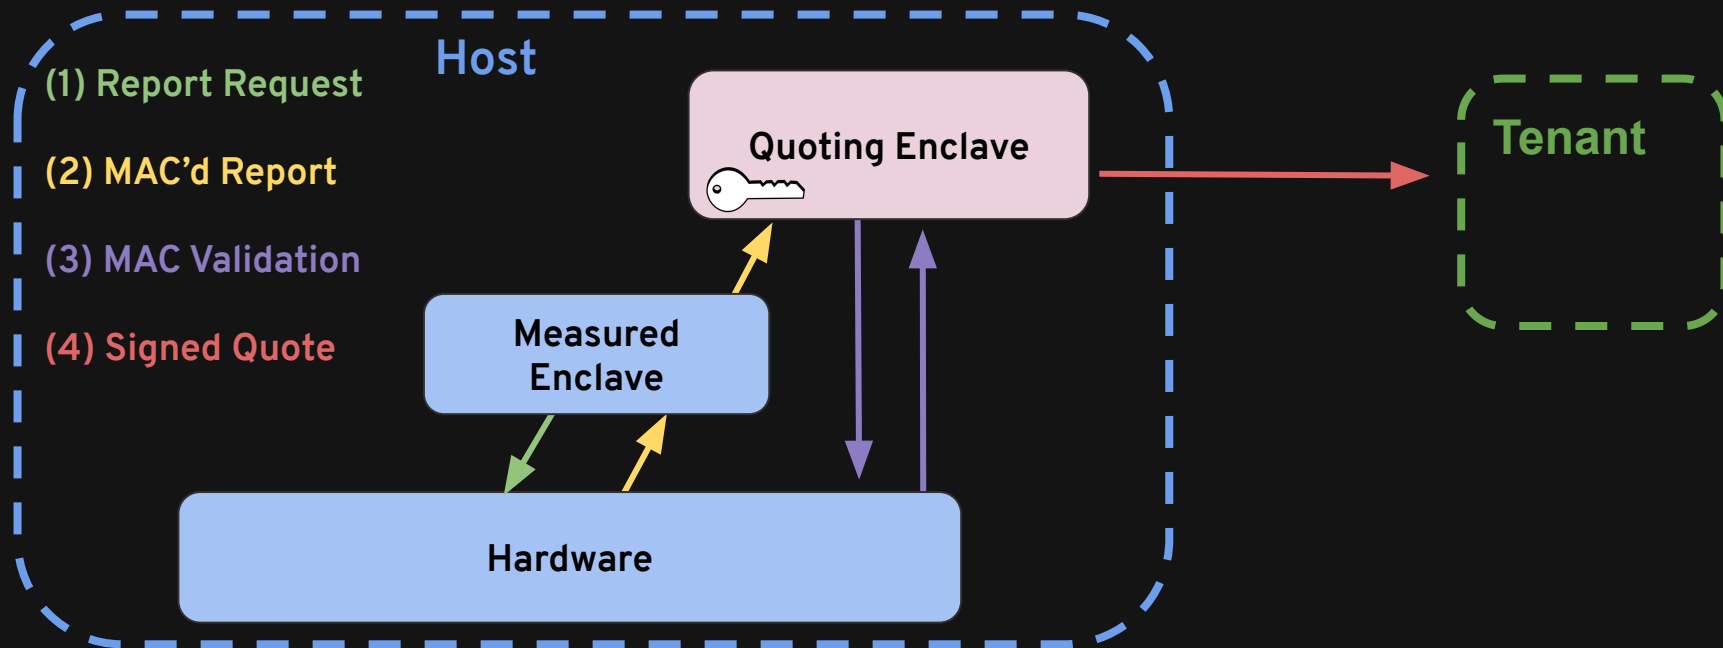 Host
(1) Report Request
(2) MAC’d Report
(3) MAC Validation
(4) Signed Quote
Quoting Enclave
Measured
Enclave
Hardware
Tenant